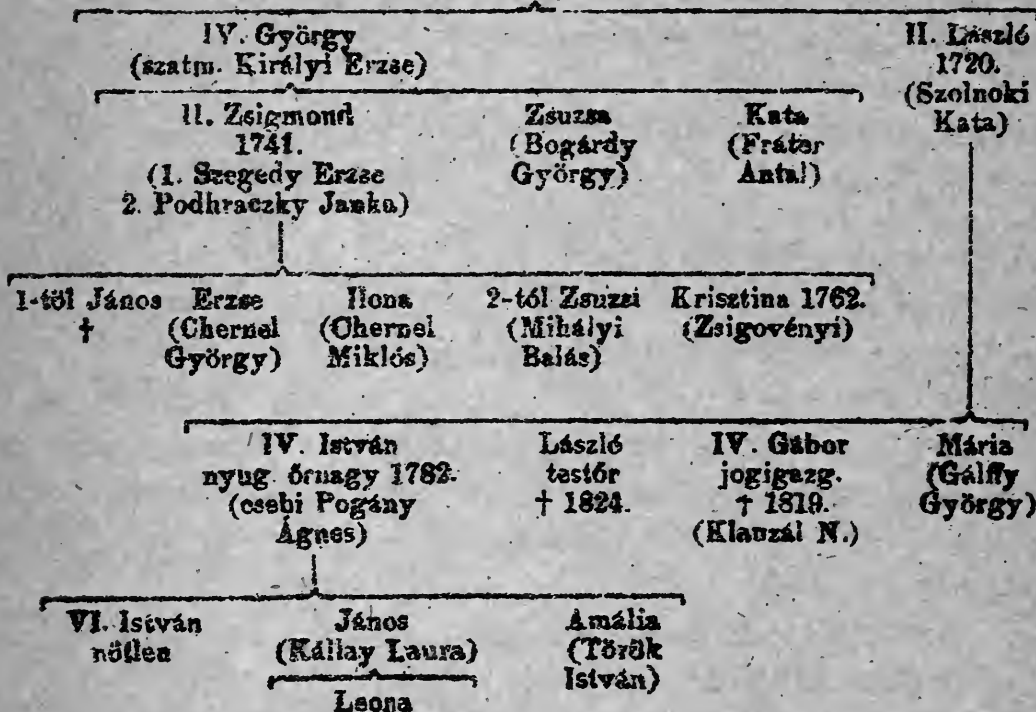 IV. György
(szatm. Királyi Erzse)
II. László
1720.
(Szolnoki
Kata)
II. Zsigmond
1741.
(1. Szegedy Erzse
2. Podhraczky Janka)
Zsuzsa
(Bogárdy
György)
Kata
(Fráter
Antal)
1-től János
†
Erzse
(Chernel
György)
Ilona
(Chernel
Miklós)
2-tól Zsuzsi
(Mihályi
Balás)
Krisztina 1762.
(Zsigovényi)
IV. István
nyug. őrnagy 1782.
(csebi Pogány
Ágnes)
László
testőr
† 1824.
IV. Gábor
jogigazg.
† 1819.
(Klauzál N.)
Mária
(Gálffy
György)
VI. István
nőtlen
János
(Kállay Laura)
Amália
(Török
István)
Leona